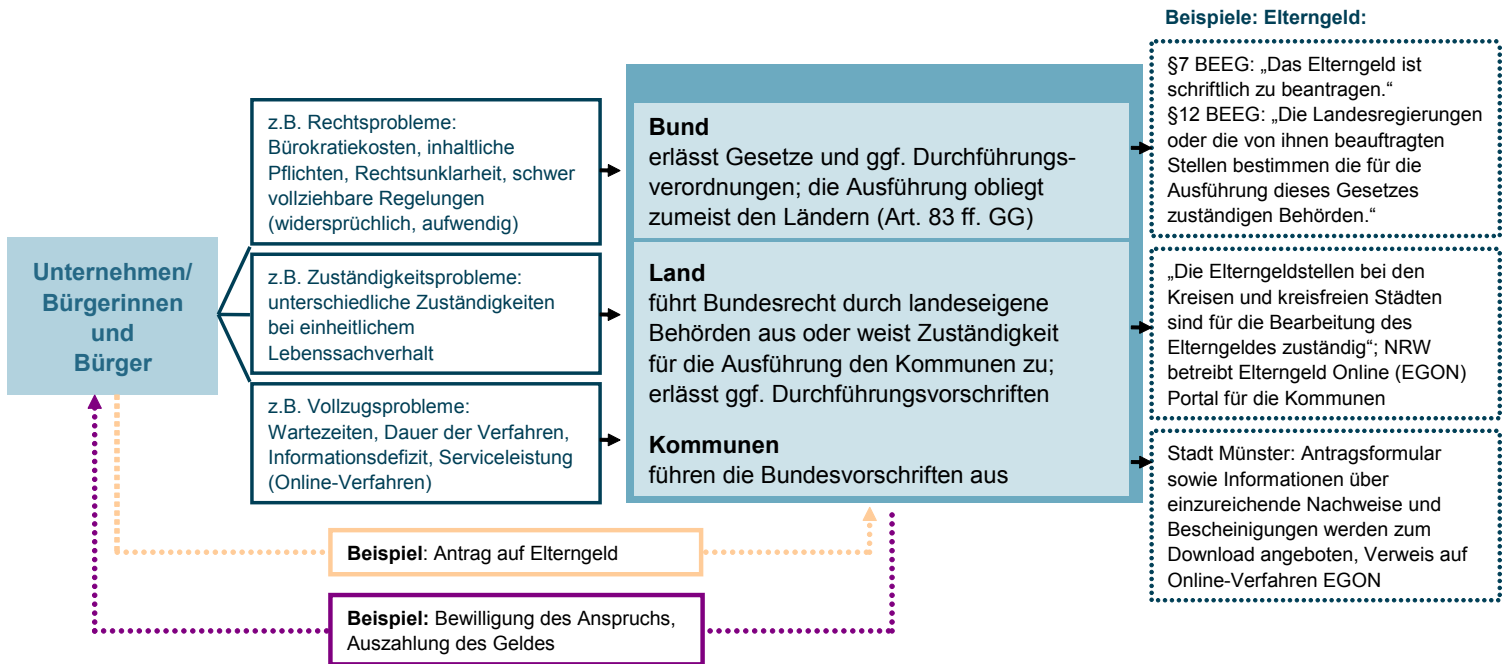 Beispiele: Elterngeld:
Unternehmen/
Bürgerinnen
und
Bürger
z.B. Rechtsprobleme:
Bürokratiekosten, inhaltliche
Pflichten, Rechtsunklarheit, schwer
vollziehbare Regelungen
(widersprüchlich, aufwendig)
z.B. Zuständigkeitsprobleme:
unterschiedliche Zuständigkeiten
bei einheitlichem
Lebenssachverhalt
z.B. Vollzugsprobleme:
Wartezeiten, Dauer der Verfahren,
Informationsdefizit, Serviceleistung
(Online-Verfahren)
Bund
erlässt Gesetze und ggf. Durchführungs-
verordnungen; die Ausführung obliegt
zumeist den Ländern (Art. 83 ff. GG)
Land
führt Bundesrecht durch landeseigene
Behörden aus oder weist Zuständigkeit
für die Ausführung den Kommunen zu;
erlässt ggf. Durchführungsvorschriften
Kommunen
führen die Bundesvorschriften aus
§7 BEEG: „Das Elterngeld ist
schriftlich zu beantragen.“
§12 BEEG: „Die Landesregierungen
oder die von ihnen beauftragten
Stellen bestimmen die für die
Ausführung dieses Gesetzes
zuständigen Behörden.“
„Die Elterngeldstellen bei den
Kreisen und kreisfreien Städten
sind für die Bearbeitung des
Elterngeldes zuständig“; NRW
betreibt Elterngeld Online (EGON)
Portal für die Kommunen
Stadt Münster: Antragsformular
sowie Informationen über
einzureichende Nachweise und
Bescheinigungen werden zum
Download angeboten, Verweis auf
Online-Verfahren EGON
Beispiel: Antrag auf Elterngeld
Beispiel: Bewilligung des Anspruchs,
Auszahlung des Geldes